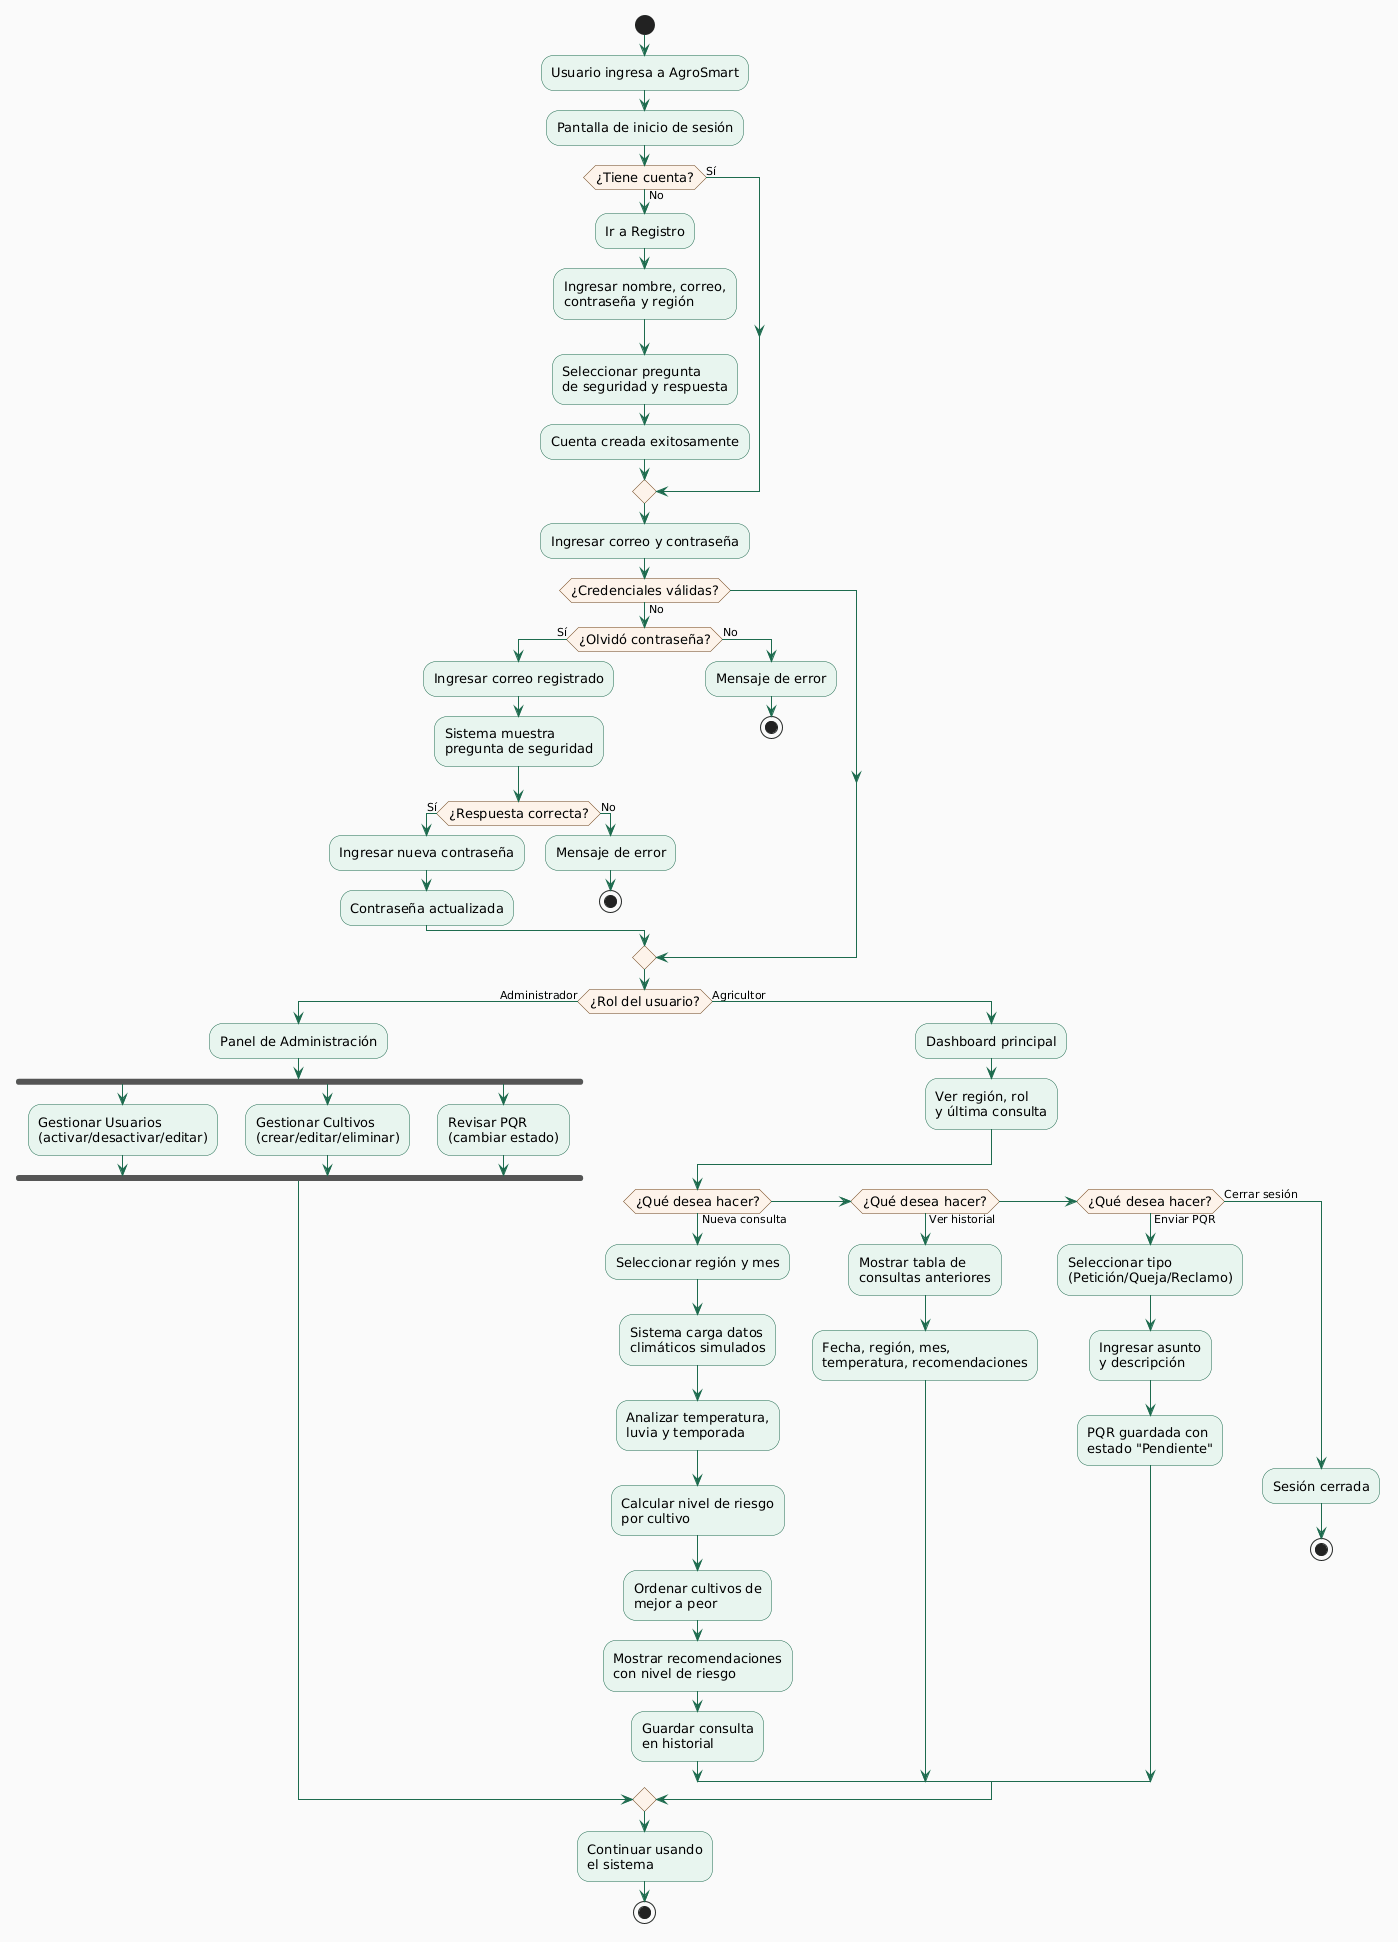 Usuario ingresa a AgroSmart
Pantalla de inicio de sesión
¿Tiene cuenta?
Sí
No
Ir a Registro
Ingresar nombre, correo,
contraseña y región
Seleccionar pregunta
de seguridad y respuesta
Cuenta creada exitosamente
Ingresar correo y contraseña
¿Credenciales válidas?
No
Sí
¿Olvidó contraseña?
No
Ingresar correo registrado
Mensaje de error
Sistema muestra
pregunta de seguridad
Sí
¿Respuesta correcta?
No
Ingresar nueva contraseña
Mensaje de error
Contraseña actualizada
Administrador
¿Rol del usuario?
Agricultor
Panel de Administración
Dashboard principal
Gestionar Usuarios
(activar/desactivar/editar)
Gestionar Cultivos
(crear/editar/eliminar)
Revisar PQR
(cambiar estado)
Ver región, rol
y última consulta
¿Qué desea hacer?
Nueva consulta
¿Qué desea hacer?
Ver historial
¿Qué desea hacer?
Enviar PQR
Cerrar sesión
Seleccionar región y mes
Sistema carga datos
climáticos simulados
Analizar temperatura,
luvia y temporada
Calcular nivel de riesgo
por cultivo
Ordenar cultivos de
mejor a peor
Mostrar recomendaciones
con nivel de riesgo
Guardar consulta
en historial
Mostrar tabla de
consultas anteriores
Fecha, región, mes,
temperatura, recomendaciones
Seleccionar tipo
(Petición/Queja/Reclamo)
Ingresar asunto
y descripción
PQR guardada con
estado "Pendiente"
Sesión cerrada
Continuar usando
el sistema